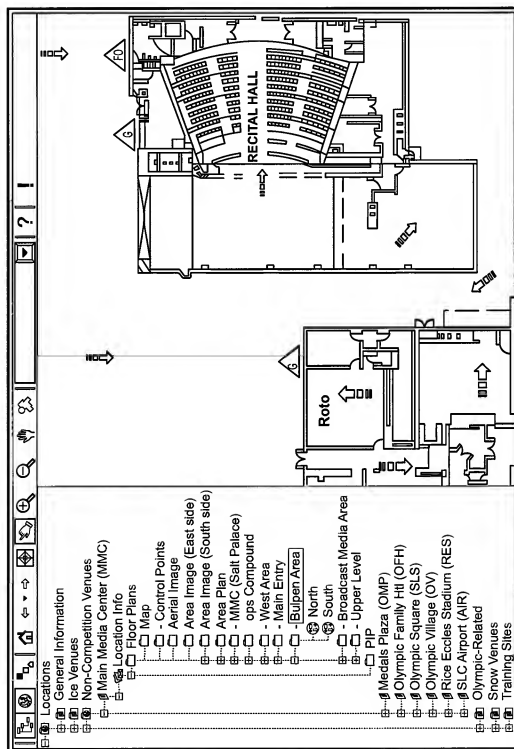 ? !
Locations
General Information
Ice Venues
Non-Competition Venues
Main Media Center (MMC)
Location Info
Floor Plans
Map
- Control Points
Aerial Image
Area Image (East side)
Area Image (South side)
Area Plan
- MMC (Salt Palace)
ops Compound
- West Area
- Main Entry
- Bulpen Area
North
South
- Broadcast Media Area
- Upper Level
PIP
Medals Plaza (OMP)
Olympic Family Htl (OFH)
Olympic Square (SLS)
Olympic Village (OV)
Rice Eccles Stadium (RES)
SLC Airport (AIR)
Olympic-Related
Snow Venues
Training Sites
FO
G
RECITAL HALL
G
Roto